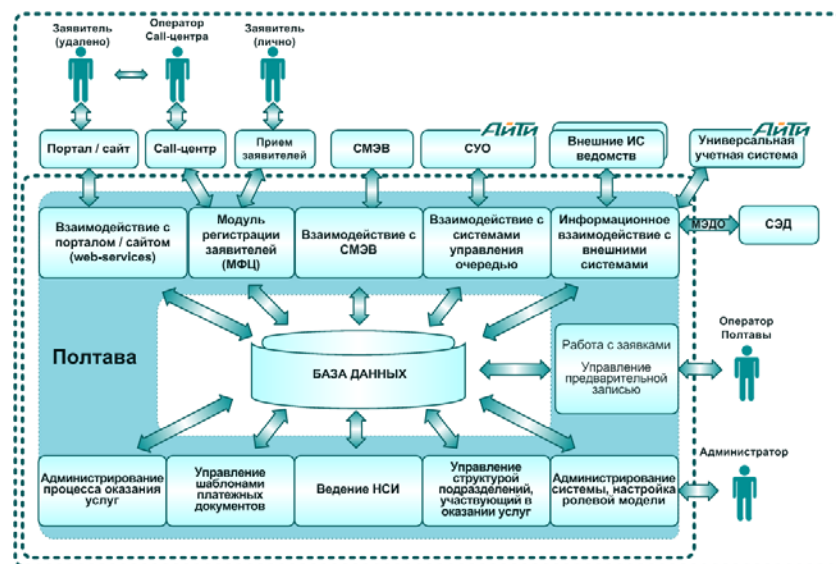 Заявитель
(удалено)
Оператор
Call-центра
Заявитель
(лично)
Портал / сайт
Call-центр
Прием
заявителей
СМЭВ
АйТи
СУО
Внешние ИС
ведомств
АйТи
Универсальная
учетная система
Взаимодействие с
порталом / сайтом
(web-services)
Модуль
регистрации
заявителей
(МФЦ)
Взаимодействие с
СМЭВ
Взаимодействие с
системами
управления
очередью
Информационное
взаимодействие с
внешними
системами
МЭДО
СЭД
Полтава
БАЗА ДАННЫХ
Работа с заявками
Управление
предварительной
записью
Оператор
Полтавы
Администрирование
процесса оказания
услуг
Управление
шаблонами
платежных
документов
Ведение НСИ
Управление
структурой
подразделений,
участвующий в
оказании услуг
Администрирование
системы, настройка
ролевой модели
Администратор